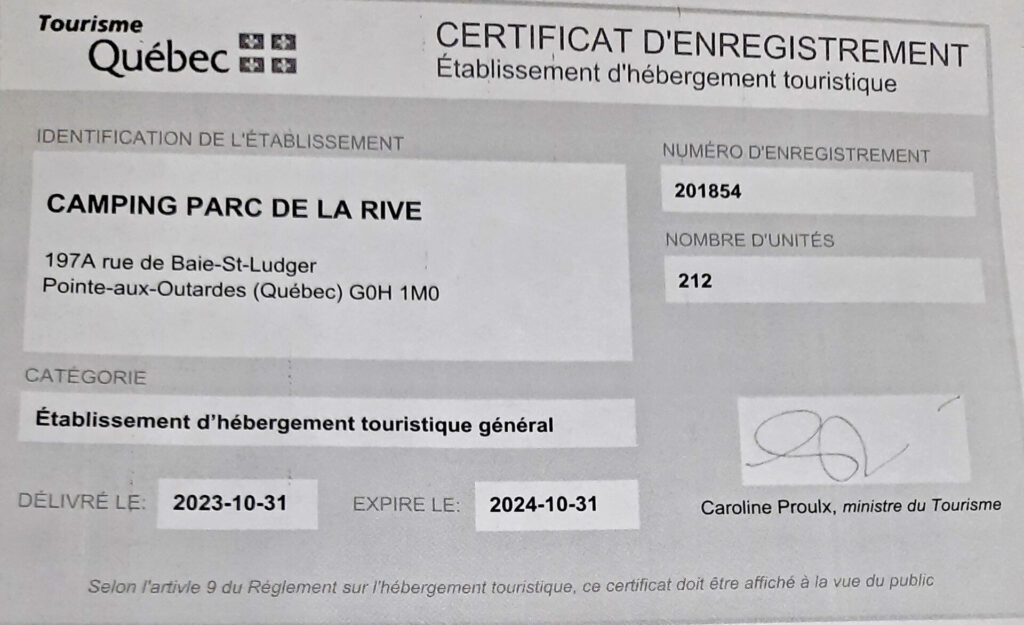 Tourisme
Québec
CERTIFICAT D'ENREGISTREMENT
Établissement d'hébergement touristique
IDENTIFICATION DE L'ÉTABLISSEMENT
CAMPING PARC DE LA RIVE
197A rue de Baie-St-Ludger
Pointe-aux-Outardes (Québec) G0H 1M0
NUMÉRO D'ENREGISTREMENT
201854
NOMBRE D'UNITÉS
212
CATÉGORIE
Établissement d’hébergement touristique général
DÉLIVRÉ LE: 2023-10-31 EXPIRE LE: 2024-10-31
Caroline Proulx, ministre du Tourisme
Selon l'artivle 9 du Réglement sur l'hébergement touristique, ce certificat doit être affiché à la vue du public